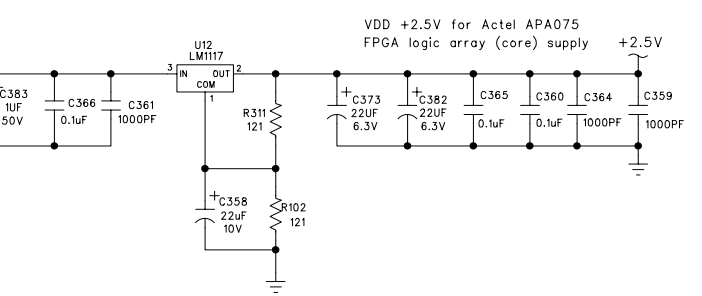 VDD +2.5V for Actel APA075
FPGA logic array (core) supply
+2.5V
U12
LM1117
3 IN OUT 2
COM
1
C383
1UF
50V
C366
0.1uF
C361
1000PF
R311
121
+
C373
22UF
6.3V
+
C382
22UF
6.3V
C365
0.1uF
C360
0.1uF
C364
1000PF
C359
1000PF
+
C358
22uF
10V
R102
121